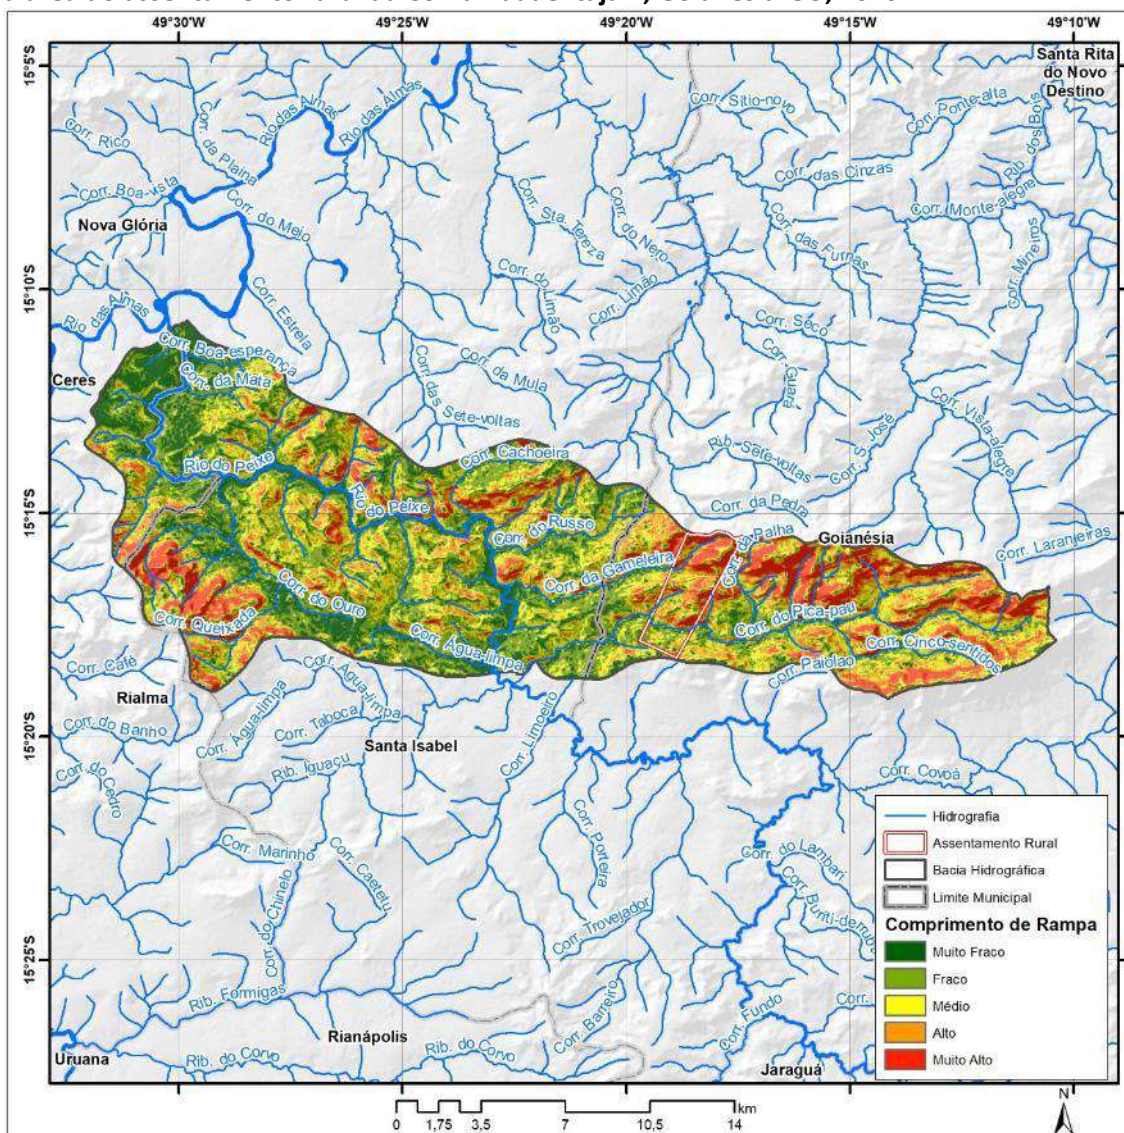 49°30'W
49°25'W
49°20'W
49°15'W
49°10'W
15°5'S
15°10'S
15°15'S
15°20'S
15°25'S
Santa Rita
do Novo
Destino
Corr. Sítio-novo
Corr. Ponte-alta
Rio das Almas
Rio das Almas
Corr. Rico
Corr. da Plaina
Rib. dos Bois
Corr. das Cinzas
Corr. Boa-vista
Corr. Monte-alegre
Nova Glória
Corr. do Meio
Corr. Sta. Tereza
Corr. do Nejo
Corr. das Furnas
Corr. Mineiros
Corr. do Limão
Corr. Limão
Rio das Almas
Corr. Estrela
Corr. Seco
Corr. Boa-esperança
Ceres
Corr. da Mata
Corr. da Mula
Corr. Guará
Corr. das Sete-voltas
Corr. Vista-alegre
Corr. S. José
Rib. Sete-voltas
Corr. Cachoeira
Rio do Peixe
Rio do Peixe
Corr. da Pedra
Corr. do Russo
Corr. da Palha
Goianésia
Corr. Laranjeiras
Corr. da Gameleira
Corr. do Ouro
Corr. Queixada
Corr. do Pica-pau
Corr. Cinco-sentidos
Corr. Água-limpa
Corr. Paiolão
Corr. Café
Corr. Água-limpa
Rialma
Corr. Água-limpa
Corr. Taboca
Corr. Limoeiro
Corr. do Banho
Santa Isabel
Rib. Iguaçu
Corr. do Cedro
Corr. Covoá
Corr. Marinho
Corr. Caetetu
Corr. Porteira
Corr. do Lambari
Corr. do Chinelo
Corr. Trovejador
Rib. Formigas
Corr. Barreiro
Corr. Fundo
Corr.
Rianápolis
Uruana
Rib. do Corvo
Rib. do Corvo
Jaraguá
Hidrografia
Assentamento Rural
Bacia Hidrográfica
Limite Municipal
Comprimento de Rampa
Muito Fraco
Fraco
Médio
Alto
Muito Alto
km
0 1,75 3,5 7 10,5 14
N